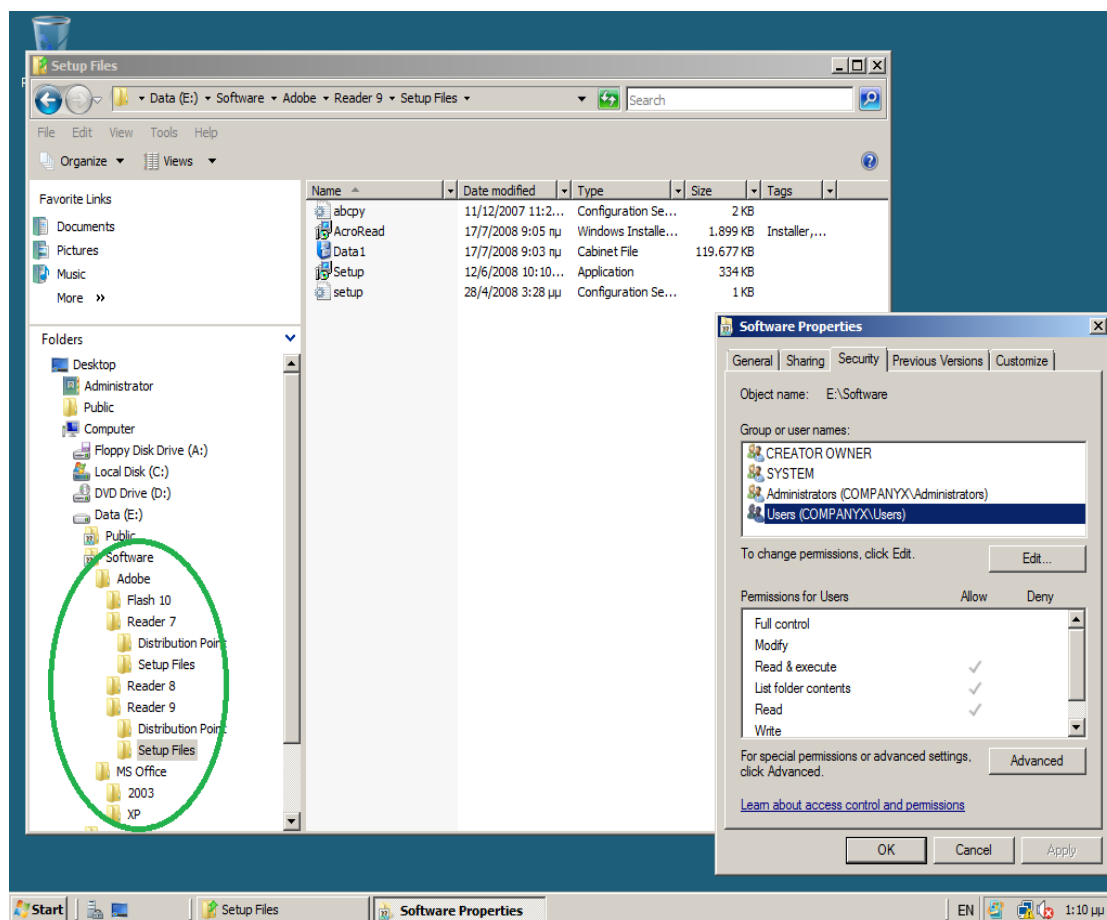 Setup Files
Data (E:) Software Adobe Reader 9 Setup Files
Search
File Edit View Tools Help
Organize Views
Favorite Links
Documents
Pictures
Music
More »
Folders
Desktop
Administrator
Public
Computer
Floppy Disk Drive (A:)
Local Disk (C:)
DVD Drive (D:)
Data (E:)
Public
Software
Adobe
Flash 10
Reader 7
Distribution Point
Setup Files
Reader 8
Reader 9
Distribution Point
Setup Files
MS Office
2003
XP
Name Date modified Type Size Tags
abcpy 11/12/2007 11:2... Configuration Se... 2 KB
AcroRead 17/7/2008 9:05 πμ Windows Installe... 1.899 KB Installer,...
Data1 17/7/2008 9:03 πμ Cabinet File 119.677 KB
Setup 12/6/2008 10:10... Application 334 KB
setup 28/4/2008 3:28 μμ Configuration Se... 1 KB
Software Properties
General Sharing Security Previous Versions Customize
Object name: E:\Software
Group or user names:
CREATOR OWNER
SYSTEM
Administrators (COMPANYX\Administrators)
Users (COMPANYX\Users)
To change permissions, click Edit.
Edit...
Permissions for Users Allow Deny
Full control
Modify
Read & execute
List folder contents
Read
Write
For special permissions or advanced settings,
click Advanced.
Advanced
Learn about access control and permissions
OK Cancel Apply
Start Setup Files Software Properties EN 1:10 μμ